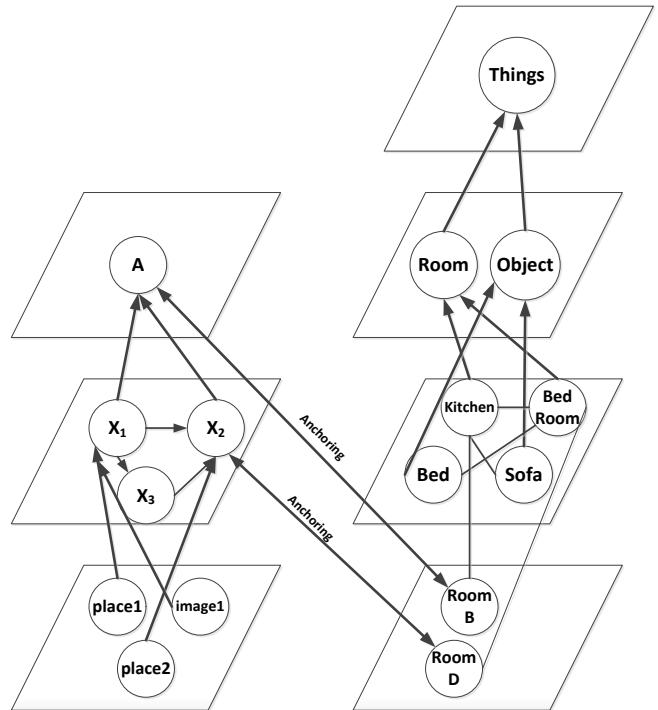 Things
A
Room
Object
Anchoring
Anchoring
X₁
X₂
X₃
Kitchen
Bed
Room
Bed
Sofa
place1
image1
place2
Room
B
Room
D